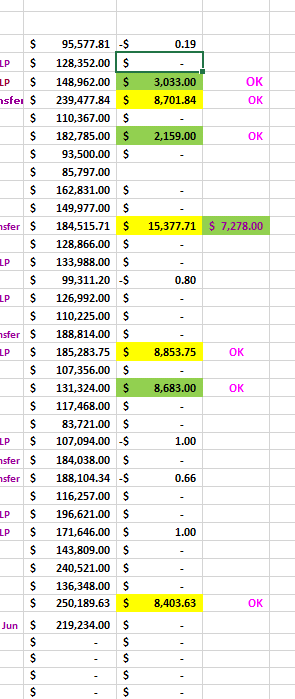 $ 95,577.81 -$ 0.19
LP $ 128,352.00 $ -
LP $ 148,962.00 $ 3,033.00 OK
nsfer $ 239,477.84 $ 8,701.84 OK
$ 110,367.00 $ -
$ 182,785.00 $ 2,159.00 OK
$ 93,500.00 $ -
$ 85,797.00
$ 162,831.00 $ -
$ 149,977.00 $ -
nsfer $ 184,515.71 $ 15,377.71 $ 7,278.00
$ 128,866.00 $ -
LP $ 133,988.00 $ -
$ 99,311.20 -$ 0.80
LP $ 126,992.00 $ -
$ 110,225.00 $ -
nsfer $ 188,814.00 $ -
LP $ 185,283.75 $ 8,853.75 OK
$ 107,356.00 $ -
$ 131,324.00 $ 8,683.00 OK
$ 117,468.00 $ -
$ 83,721.00 $ -
LP $ 107,094.00 -$ 1.00
nsfer $ 184,038.00 $ -
nsfer $ 188,104.34 -$ 0.66
$ 116,257.00 $ -
LP $ 196,621.00 $ -
LP $ 171,646.00 $ 1.00
$ 143,809.00 $ -
$ 240,521.00 $ -
$ 136,348.00 $ -
$ 250,189.63 $ 8,403.63 OK
Jun $ 219,234.00 $ -
$ - $ -
$ - $ -
$ - $ -
$ - $ -